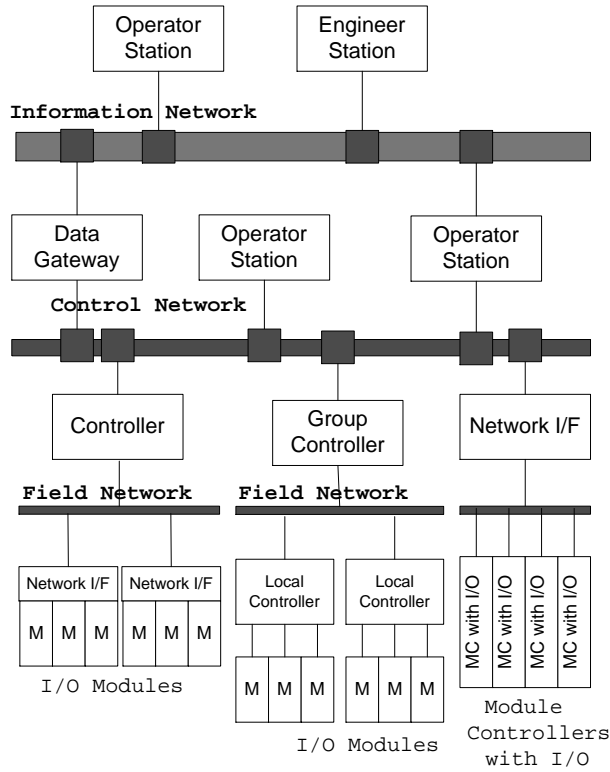 Operator
Station
Engineer
Station
Information Network
Data
Gateway
Operator
Station
Operator
Station
Control Network
Controller
Group
Controller
Network I/F
Field Network
Field Network
Network I/F
Network I/F
M M M
M M M
I/O Modules
Local
Controller
Local
Controller
M M M
M M M
I/O Modules
MC with I/O
MC with I/O
MC with I/O
MC with I/O
Module
Controllers
with I/O